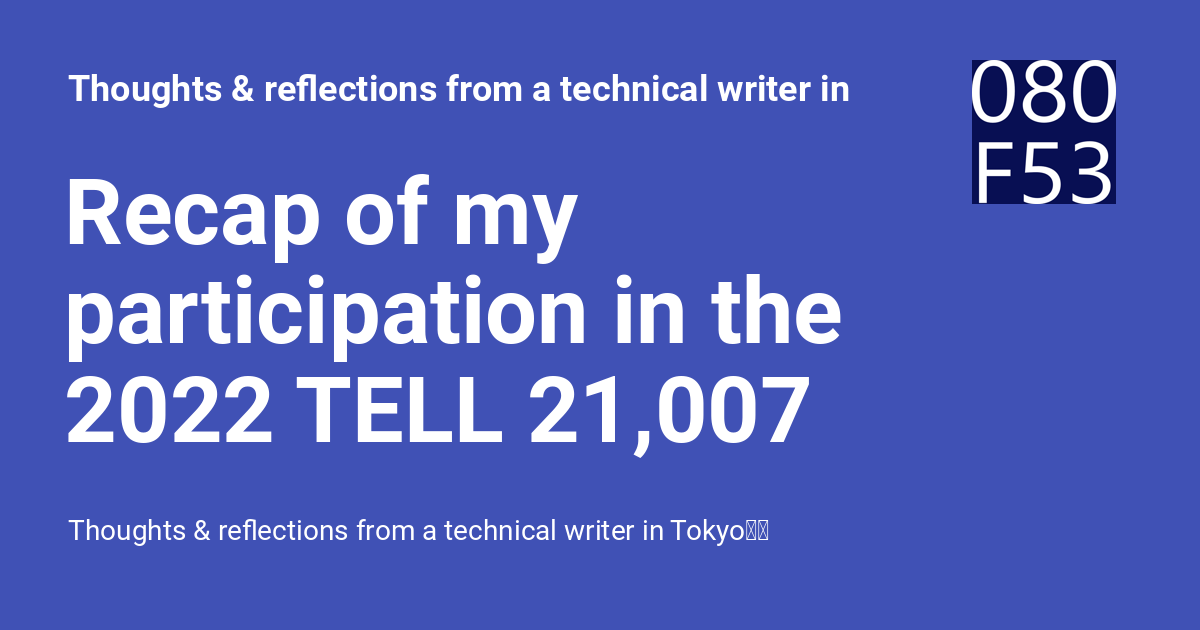 Thoughts & reflections from a technical writer in
080
F53
Recap of my
participation in the
2022 TELL 21,007
Thoughts & reflections from a technical writer in Tokyo